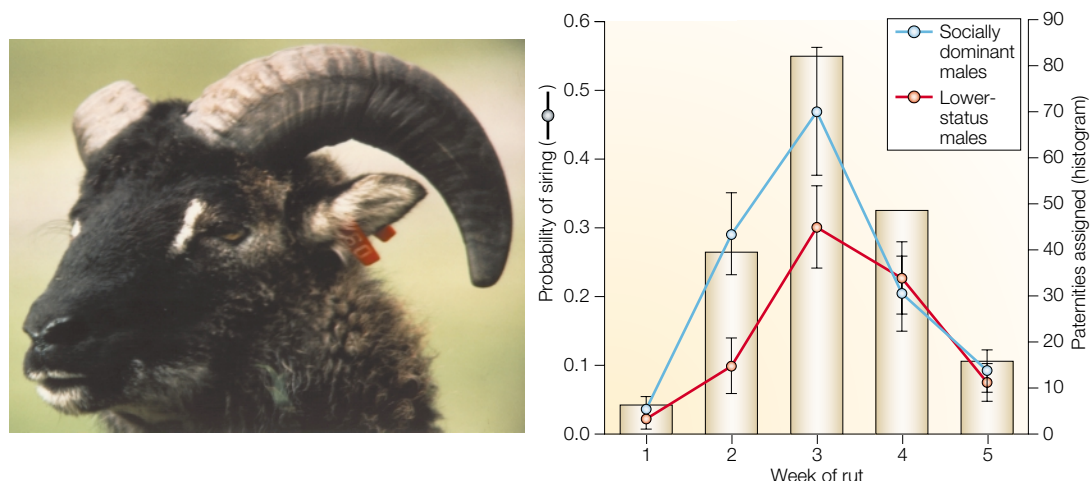 0.6
0.5
0.4
0.3
0.2
0.1
0.0
Probability of siring
90
80
70
60
50
40
30
20
10
0
Paternities assigned (histogram)
Socially
dominant
males
Lower-
status
males
1 2 3 4 5
Week of rut